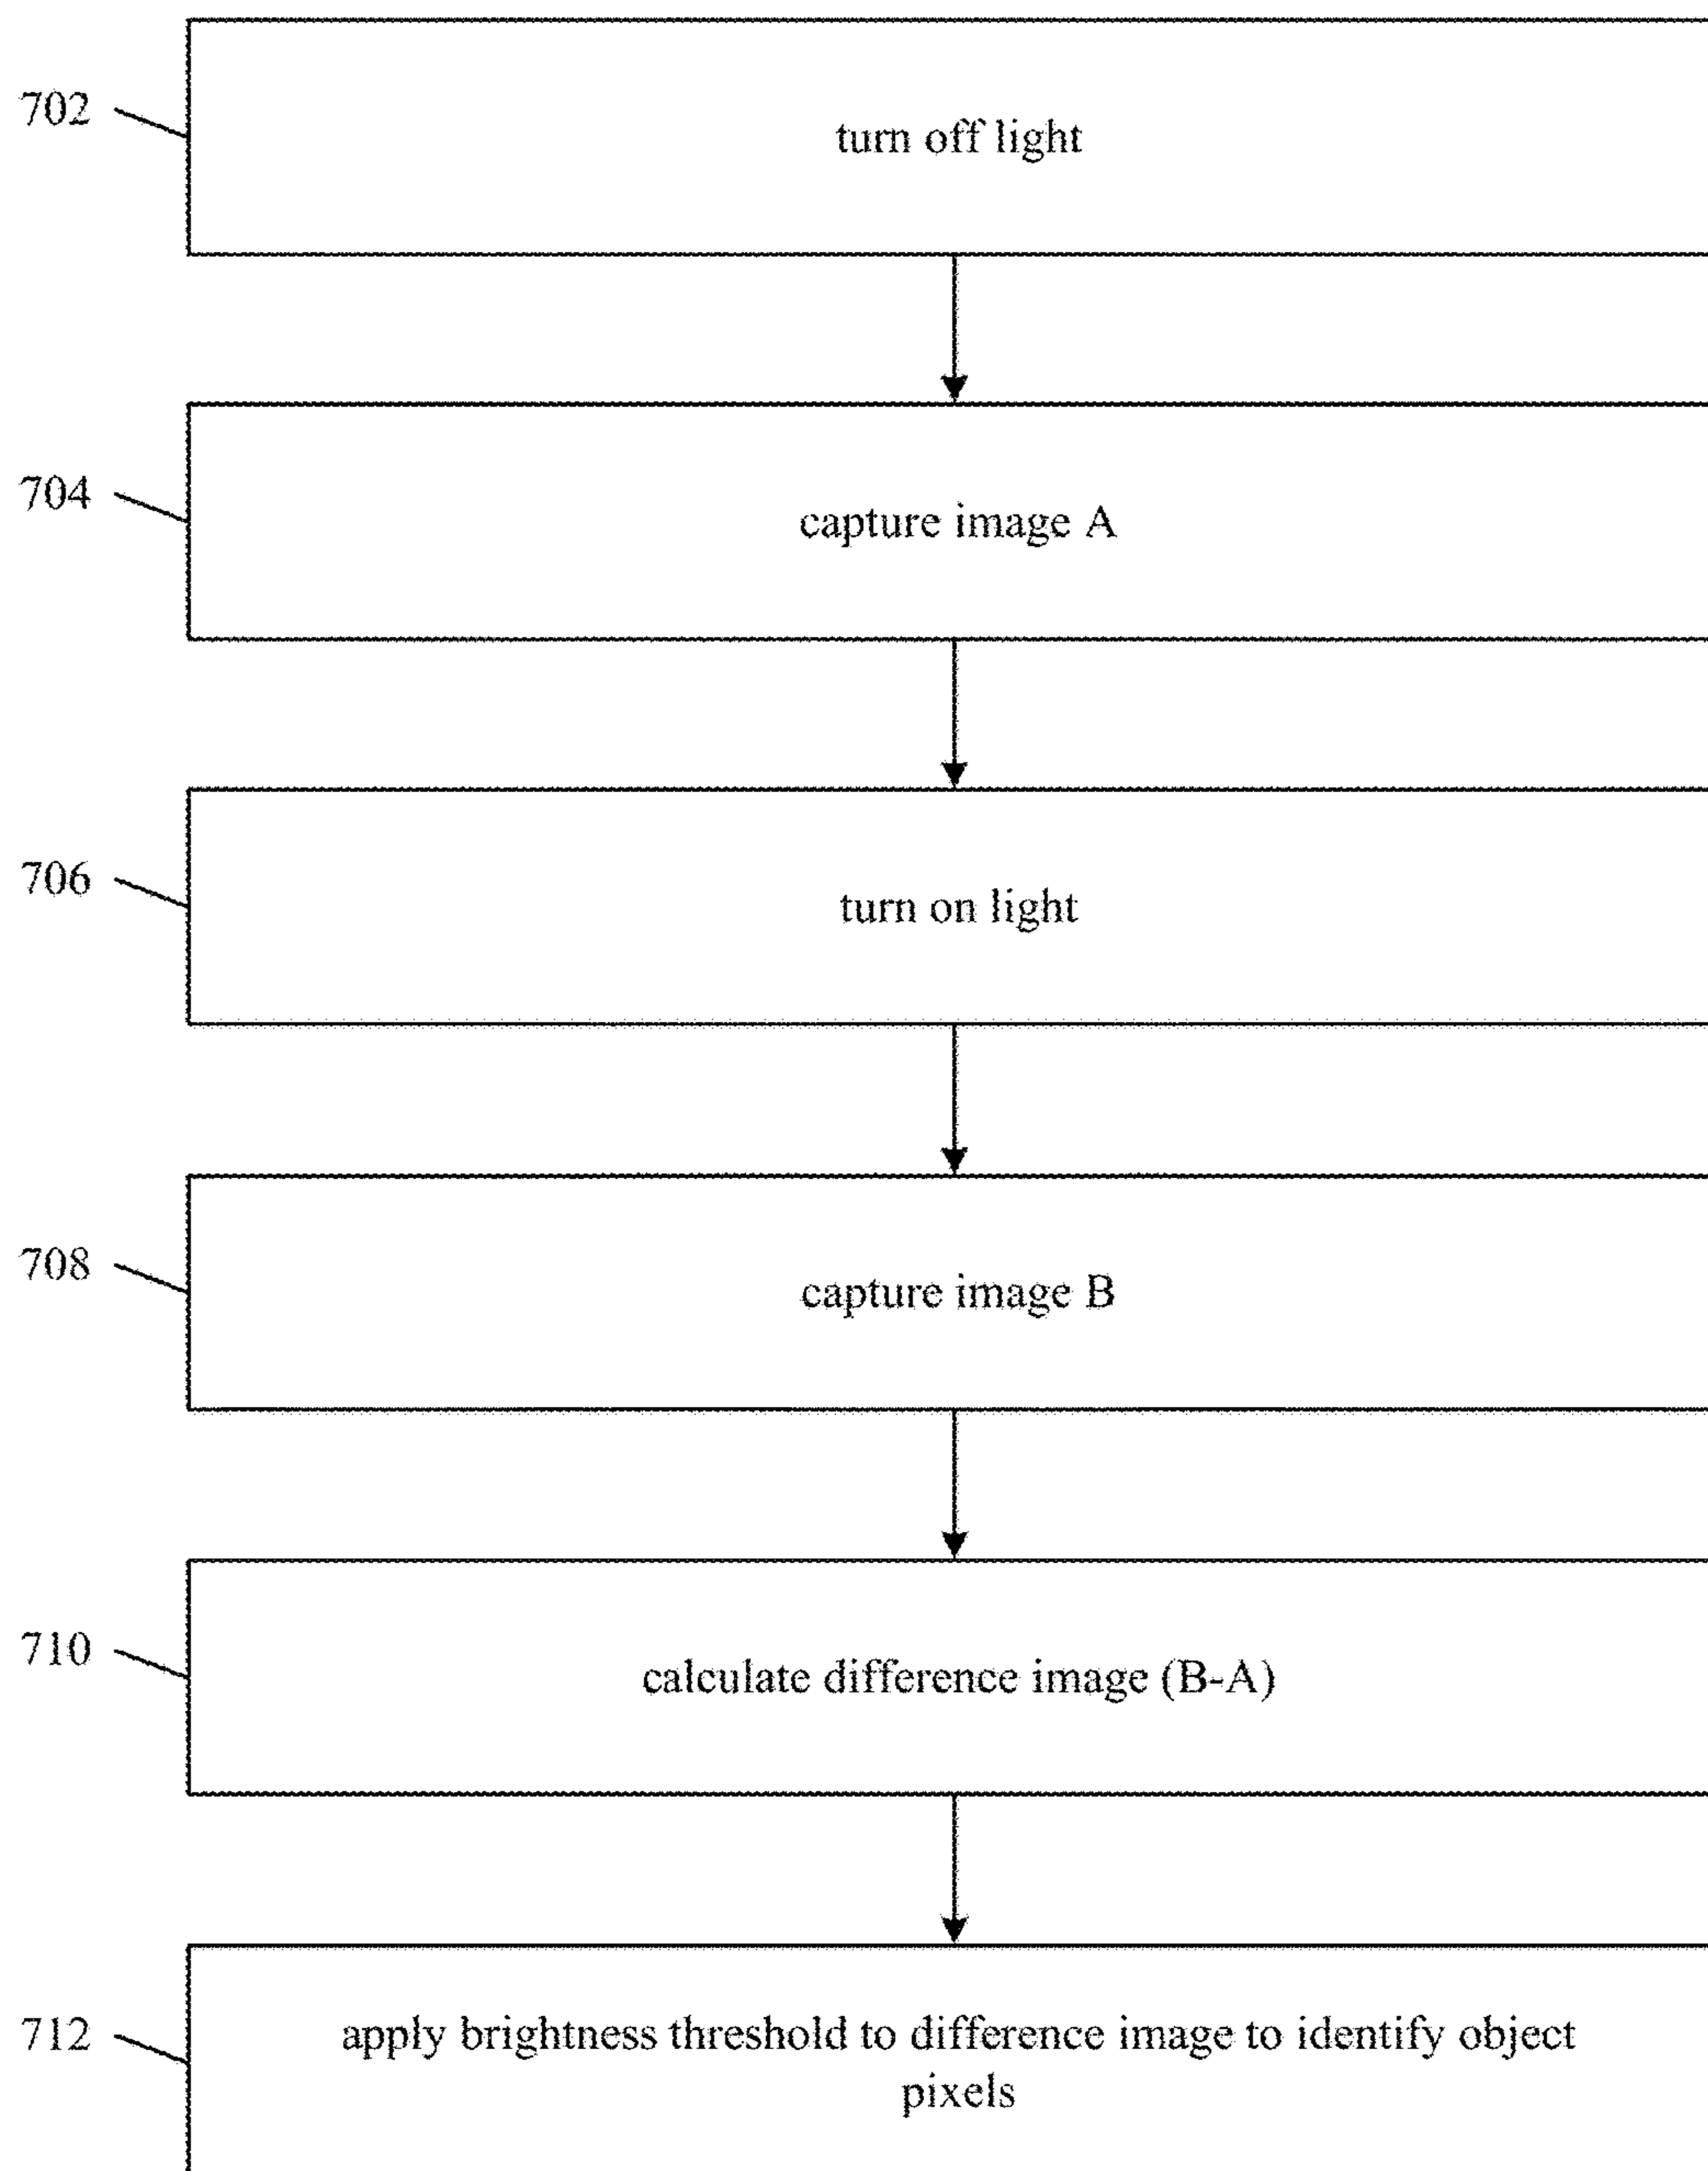 702
turn off light
704
capture image A
706
turn on light
708
capture image B
710
calculate difference image (B-A)
712
apply brightness threshold to difference image to identify object
pixels